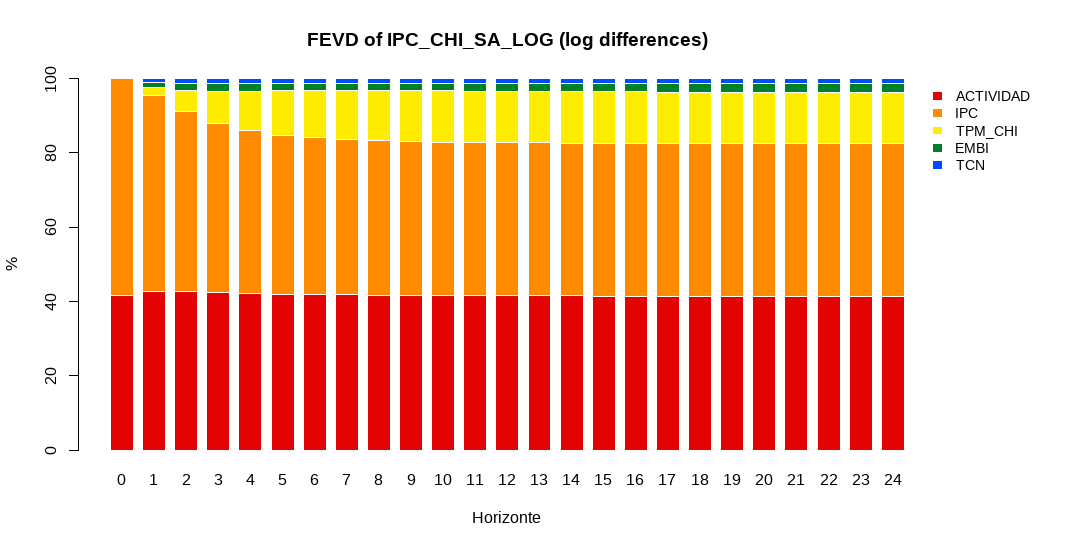 FEVD of IPC_CHI_SA_LOG (log differences)
100
80
60
40
20
0
%
ACTIVIDAD
IPC
TPM_CHI
EMBI
TCN
0 1 2 3 4 5 6 7 8 9 10 11 12 13 14 15 16 17 18 19 20 21 22 23 24
Horizonte